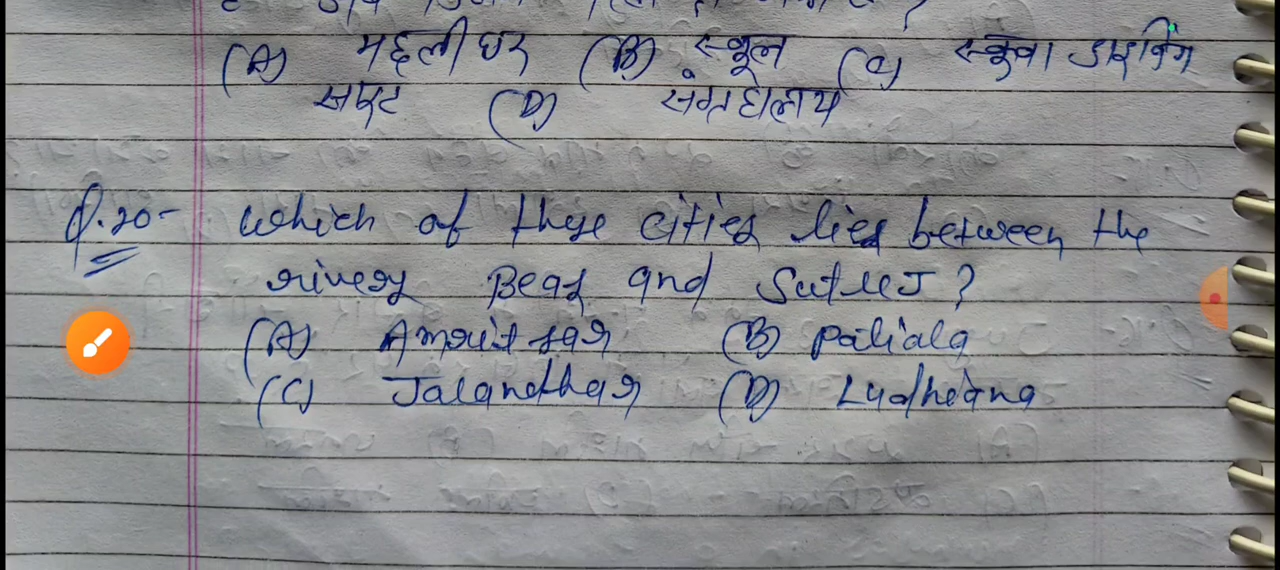 (A) मछलीघर (B) स्कूल (C) स्कूबा डाइविंग
साइट (D) संग्रहालय
Q.20- Which of these cities lies between the
rivers Beas and Sutlej?
(A) Amritsar (B) Patiala
(C) Jalandhar (D) Ludhiana